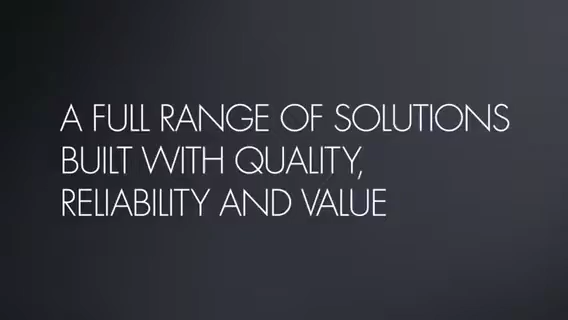 A FULL RANGE OF SOLUTIONS
BUILT WITH QUALITY,
RELIABILITY AND VALUE